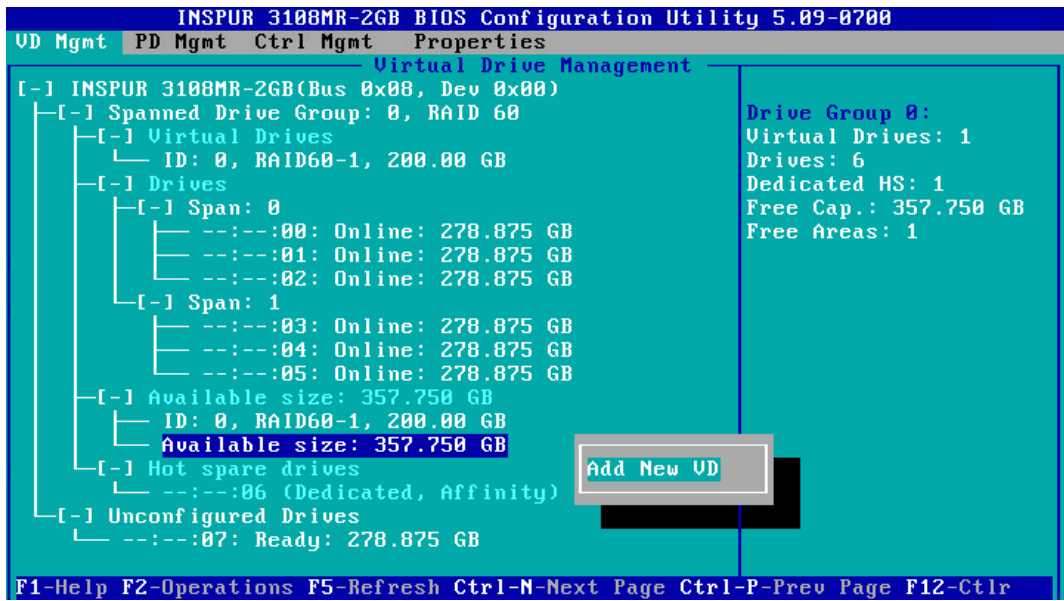 INSPUR 3108MR-2GB BIOS Configuration Utility 5.09-0700
VD Mgmt PD Mgmt Ctrl Mgmt Properties
Virtual Drive Management
[-] INSPUR 3108MR-2GB(Bus 0x08, Dev 0x00)
[-] Spanned Drive Group: 0, RAID 60
[-] Virtual Drives
ID: 0, RAID60-1, 200.00 GB
[-] Drives
[-] Span: 0
--:--:00: Online: 278.875 GB
--:--:01: Online: 278.875 GB
--:--:02: Online: 278.875 GB
[-] Span: 1
--:--:03: Online: 278.875 GB
--:--:04: Online: 278.875 GB
--:--:05: Online: 278.875 GB
[-] Available size: 357.750 GB
ID: 0, RAID60-1, 200.00 GB
Available size: 357.750 GB
[-] Hot spare drives
--:--:06 (Dedicated, Affinity)
[-] Unconfigured Drives
--:--:07: Ready: 278.875 GB
Add New VD
Drive Group 0:
Virtual Drives: 1
Drives: 6
Dedicated HS: 1
Free Cap.: 357.750 GB
Free Areas: 1
F1-Help F2-Operations F5-Refresh Ctrl-N-Next Page Ctrl-P-Prev Page F12-Ctlr